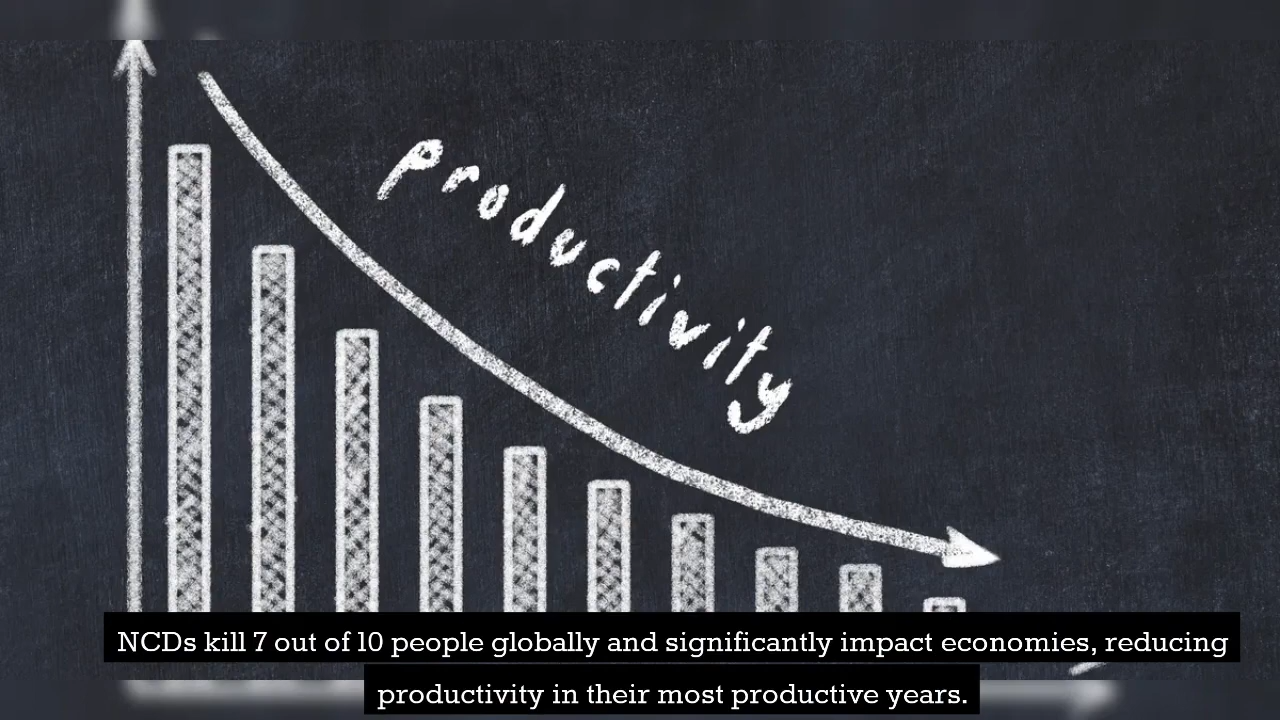 productivity
NCDs kill 7 out of 10 people globally and significantly impact economies, reducing
productivity in their most productive years.